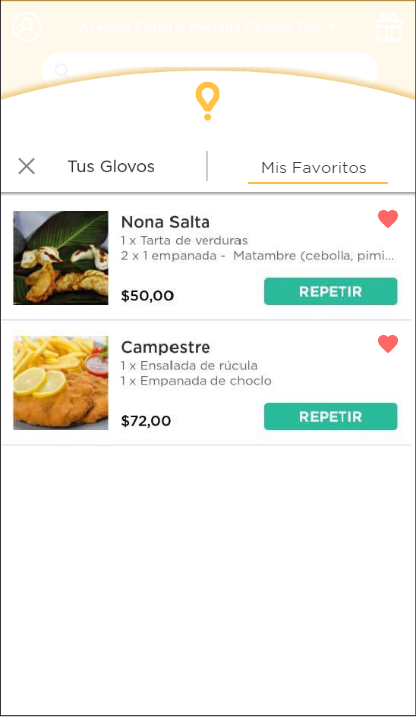 Avenida Colón & Avenida General Paz
Tus Glovos
Mis Favoritos
Nona Salta
1 x Tarta de verduras
2 x 1 empanada - Matambre (cebolla, pimi...
$50,00
REPETIR
Campestre
1 x Ensalada de rúcula
1 x Empanada de choclo
$72,00
REPETIR